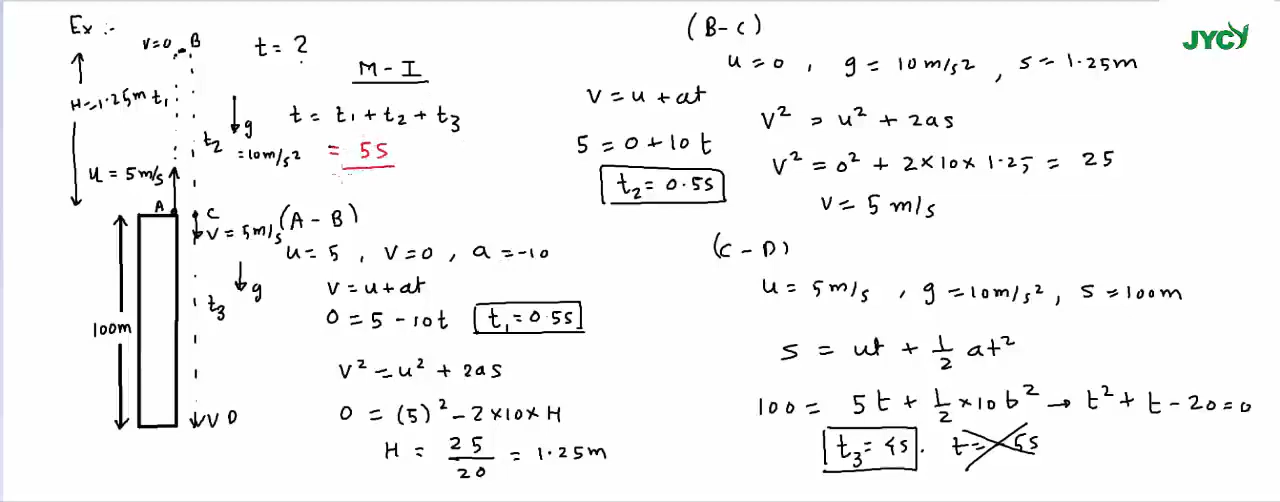 Ex :-
v=0 B
t = ?
M - I
H=1.25m
t1
t = t1 + t2 + t3
= 5s
t2
g
=10m/s2
u = 5m/s
A
C
v = 5m/s
g
t3
100m
V D
(A - B)
u = 5 , v = 0 , a = -10
v = u + at
0 = 5 - 10t
t1 = 0.5s
v² = u² + 2as
0 = (5)² - 2×10×H
H = 25/20 = 1.25m
(B - C)
u = 0 , g = 10m/s2 , s = 1.25m
v = u + at
5 = 0 + 10t
t2 = 0.5s
v² = u² + 2as
v² = 0² + 2×10×1.25 = 25
v = 5 m/s
(C - D)
u = 5m/s , g = 10m/s² , s = 100m
s = ut + 1/2 at²
100 = 5t + 1/2 ×10t² → t² + t - 20 = 0
t3 = 4s . t = -5s
JYCY